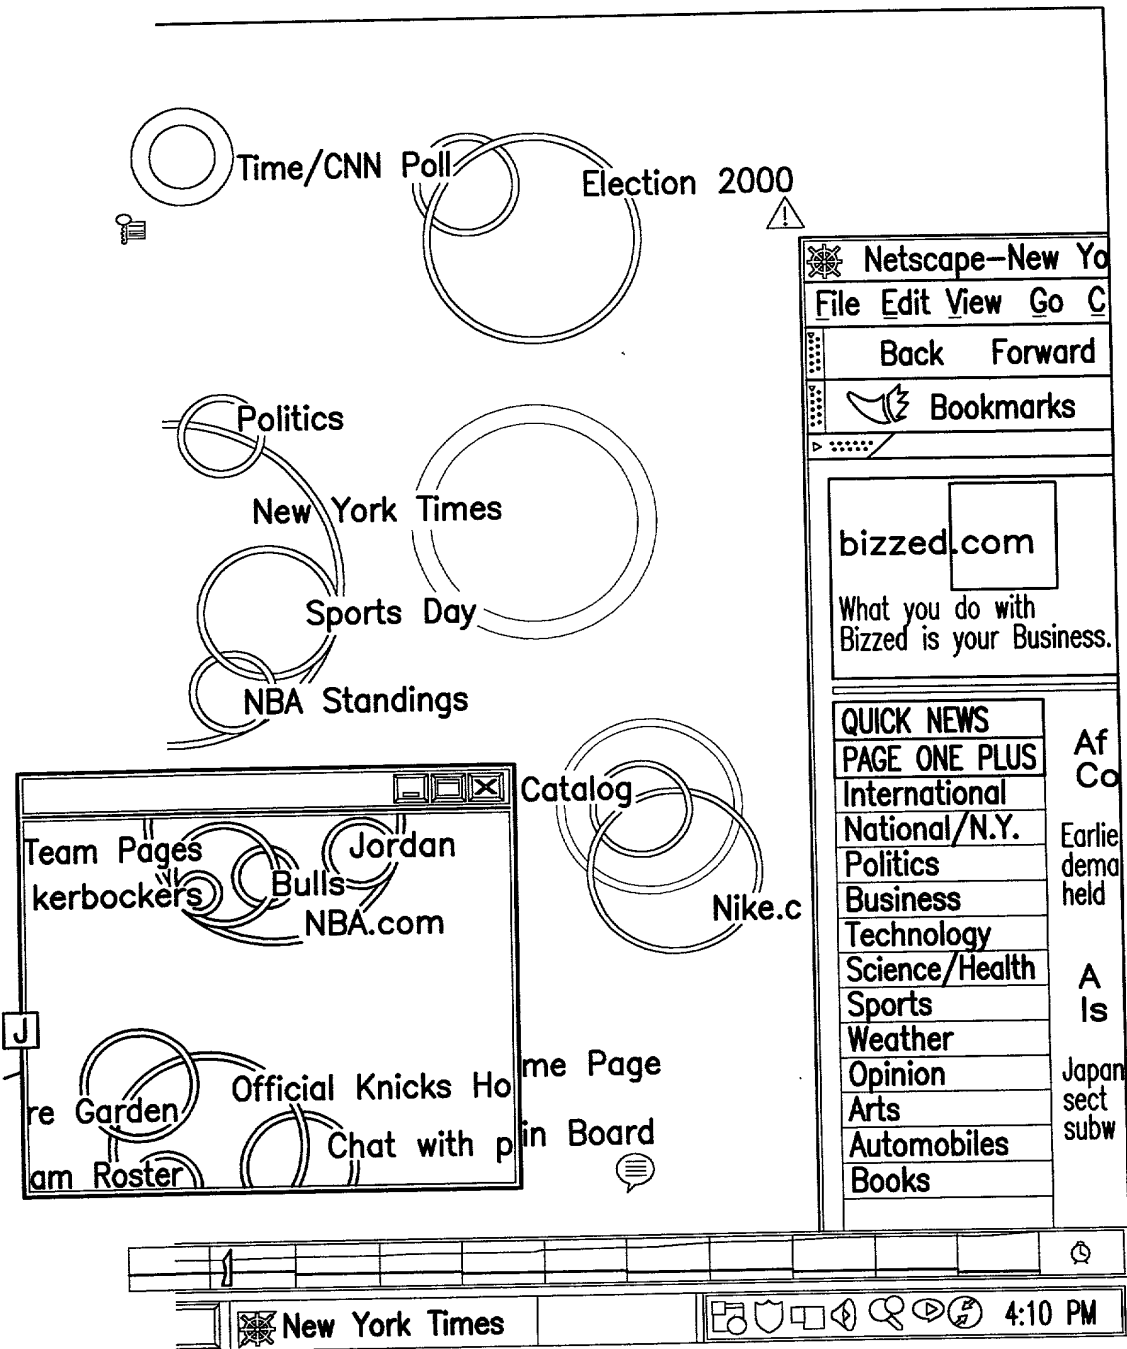 Time/CNN Poll
Election 2000
Netscape–New Yo
File Edit View Go C
Back Forward
Bookmarks
Politics
New York Times
Sports Day
NBA Standings
bizzed.com
What you do with
Bizzed is your Business.
QUICK NEWS
PAGE ONE PLUS
International
National/N.Y.
Politics
Business
Technology
Science/Health
Sports
Weather
Opinion
Arts
Automobiles
Books
Af
Co
Earlie
dema
held
A
Is
Japan
sect
subw
Catalog
Nike.c
Team Pages
Jordan
kerbockers
Bulls
NBA.com
J
Official Knicks Ho
me Page
re Garden
Chat with p
in Board
am Roster
New York Times
4:10 PM